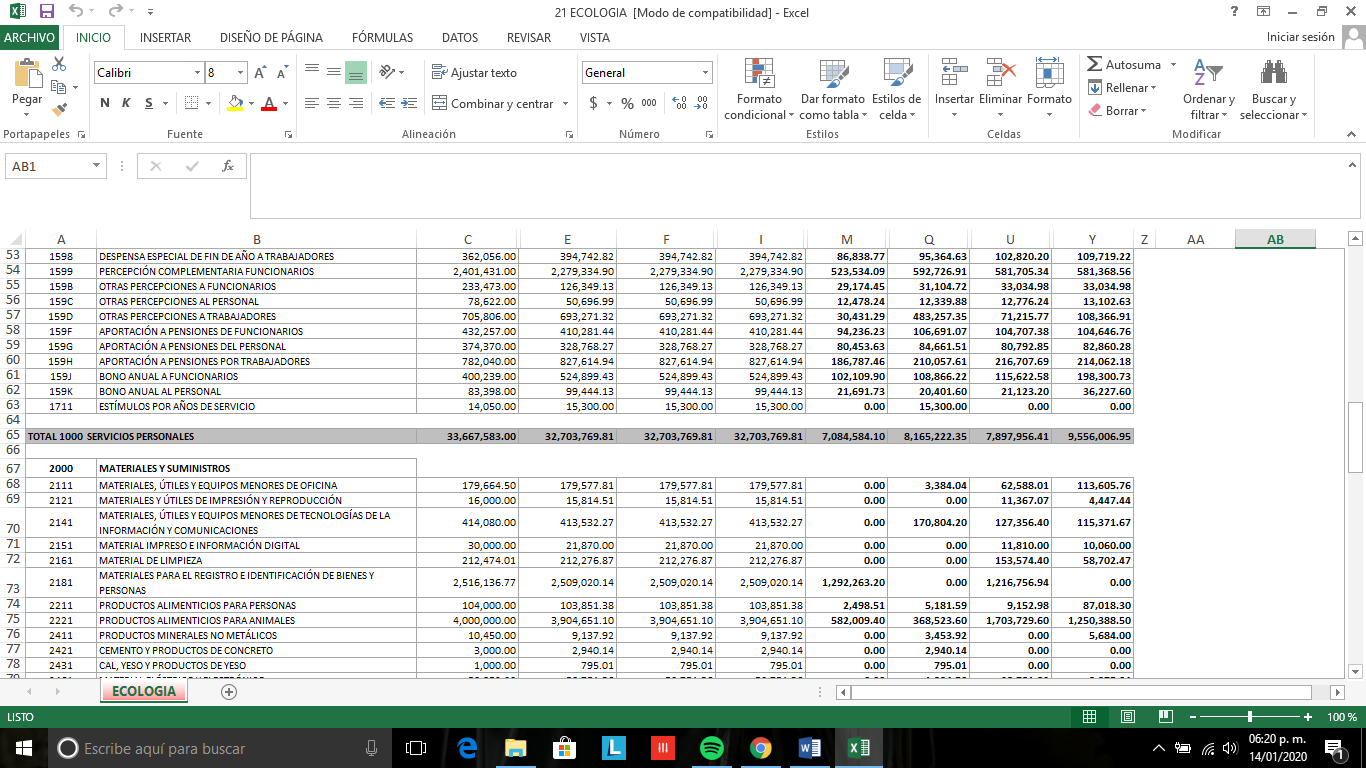 21 ECOLOGIA [Modo de compatibilidad] - Excel
ARCHIVO INICIO INSERTAR DISEÑO DE PÁGINA FÓRMULAS DATOS REVISAR VISTA Iniciar sesión
Calibri 8 Ajustar texto General Autosuma
Pegar N K S Combinar y centrar $ % 000 Formato condicional Dar formato como tabla Estilos de celda Insertar Eliminar Formato Rellenar Borrar Ordenar y filtrar Buscar y seleccionar
Portapapeles Fuente Alineación Número Estilos Celdas Modificar
AB1 fx
A B C E F I M Q U Y Z AA AB
53 1598 DESPENSA ESPECIAL DE FIN DE AÑO A TRABAJADORES 362,056.00 394,742.82 394,742.82 394,742.82 86,838.77 95,364.63 102,820.20 109,719.22
54 1599 PERCEPCIÓN COMPLEMENTARIA FUNCIONARIOS 2,401,431.00 2,279,334.90 2,279,334.90 2,279,334.90 523,534.09 592,726.91 581,705.34 581,368.56
55 159B OTRAS PERCEPCIONES A FUNCIONARIOS 233,473.00 126,349.13 126,349.13 126,349.13 29,174.45 31,104.72 33,034.98 33,034.98
56 159C OTRAS PERCEPCIONES AL PERSONAL 78,622.00 50,696.99 50,696.99 50,696.99 12,478.24 12,339.88 12,776.24 13,102.63
57 159D OTRAS PERCEPCIONES A TRABAJADORES 705,806.00 693,271.32 693,271.32 693,271.32 30,431.29 483,257.35 71,215.77 108,366.91
58 159F APORTACIÓN A PENSIONES DE FUNCIONARIOS 432,257.00 410,281.44 410,281.44 410,281.44 94,236.23 106,691.07 104,707.38 104,646.76
59 159G APORTACIÓN A PENSIONES DEL PERSONAL 374,370.00 328,768.27 328,768.27 328,768.27 80,453.63 84,661.51 80,792.85 82,860.28
60 159H APORTACIÓN A PENSIONES POR TRABAJADORES 782,040.00 827,614.94 827,614.94 827,614.94 186,787.46 210,057.61 216,707.69 214,062.18
61 159J BONO ANUAL A FUNCIONARIOS 400,239.00 524,899.43 524,899.43 524,899.43 102,109.90 108,866.22 115,622.58 198,300.73
62 159K BONO ANUAL AL PERSONAL 83,398.00 99,444.13 99,444.13 99,444.13 21,691.73 20,401.60 21,123.20 36,227.60
63 1711 ESTÍMULOS POR AÑOS DE SERVICIO 14,050.00 15,300.00 15,300.00 15,300.00 0.00 15,300.00 0.00 0.00
64
65 TOTAL 1000 SERVICIOS PERSONALES 33,667,583.00 32,703,769.81 32,703,769.81 32,703,769.81 7,084,584.10 8,165,222.35 7,897,956.41 9,556,006.95
66
67 2000 MATERIALES Y SUMINISTROS
68 2111 MATERIALES, ÚTILES Y EQUIPOS MENORES DE OFICINA 179,664.50 179,577.81 179,577.81 179,577.81 0.00 3,384.04 62,588.01 113,605.76
69 2121 MATERIALES Y ÚTILES DE IMPRESIÓN Y REPRODUCCIÓN 16,000.00 15,814.51 15,814.51 15,814.51 0.00 0.00 11,367.07 4,447.44
70 2141 MATERIALES, ÚTILES Y EQUIPOS MENORES DE TECNOLOGÍAS DE LA
INFORMACIÓN Y COMUNICACIONES 414,080.00 413,532.27 413,532.27 413,532.27 0.00 170,804.20 127,356.40 115,371.67
71 2151 MATERIAL IMPRESO E INFORMACIÓN DIGITAL 30,000.00 21,870.00 21,870.00 21,870.00 0.00 0.00 11,810.00 10,060.00
72 2161 MATERIAL DE LIMPIEZA 212,474.01 212,276.87 212,276.87 212,276.87 0.00 0.00 153,574.40 58,702.47
73 2181 MATERIALES PARA EL REGISTRO E IDENTIFICACIÓN DE BIENES Y
PERSONAS 2,516,136.77 2,509,020.14 2,509,020.14 2,509,020.14 1,292,263.20 0.00 1,216,756.94 0.00
74 2211 PRODUCTOS ALIMENTICIOS PARA PERSONAS 104,000.00 103,851.38 103,851.38 103,851.38 2,498.51 5,181.59 9,152.98 87,018.30
75 2221 PRODUCTOS ALIMENTICIOS PARA ANIMALES 4,000,000.00 3,904,651.10 3,904,651.10 3,904,651.10 582,009.40 368,523.60 1,703,729.60 1,250,388.50
76 2411 PRODUCTOS MINERALES NO METÁLICOS 10,450.00 9,137.92 9,137.92 9,137.92 0.00 3,453.92 0.00 5,684.00
77 2421 CEMENTO Y PRODUCTOS DE CONCRETO 3,000.00 2,940.14 2,940.14 2,940.14 0.00 2,940.14 0.00 0.00
78 2431 CAL, YESO Y PRODUCTOS DE YESO 1,000.00 795.01 795.01 795.01 0.00 795.01 0.00 0.00
ECOLOGIA
LISTO 100 %
Escribe aquí para buscar
06:20 p. m.
14/01/2020